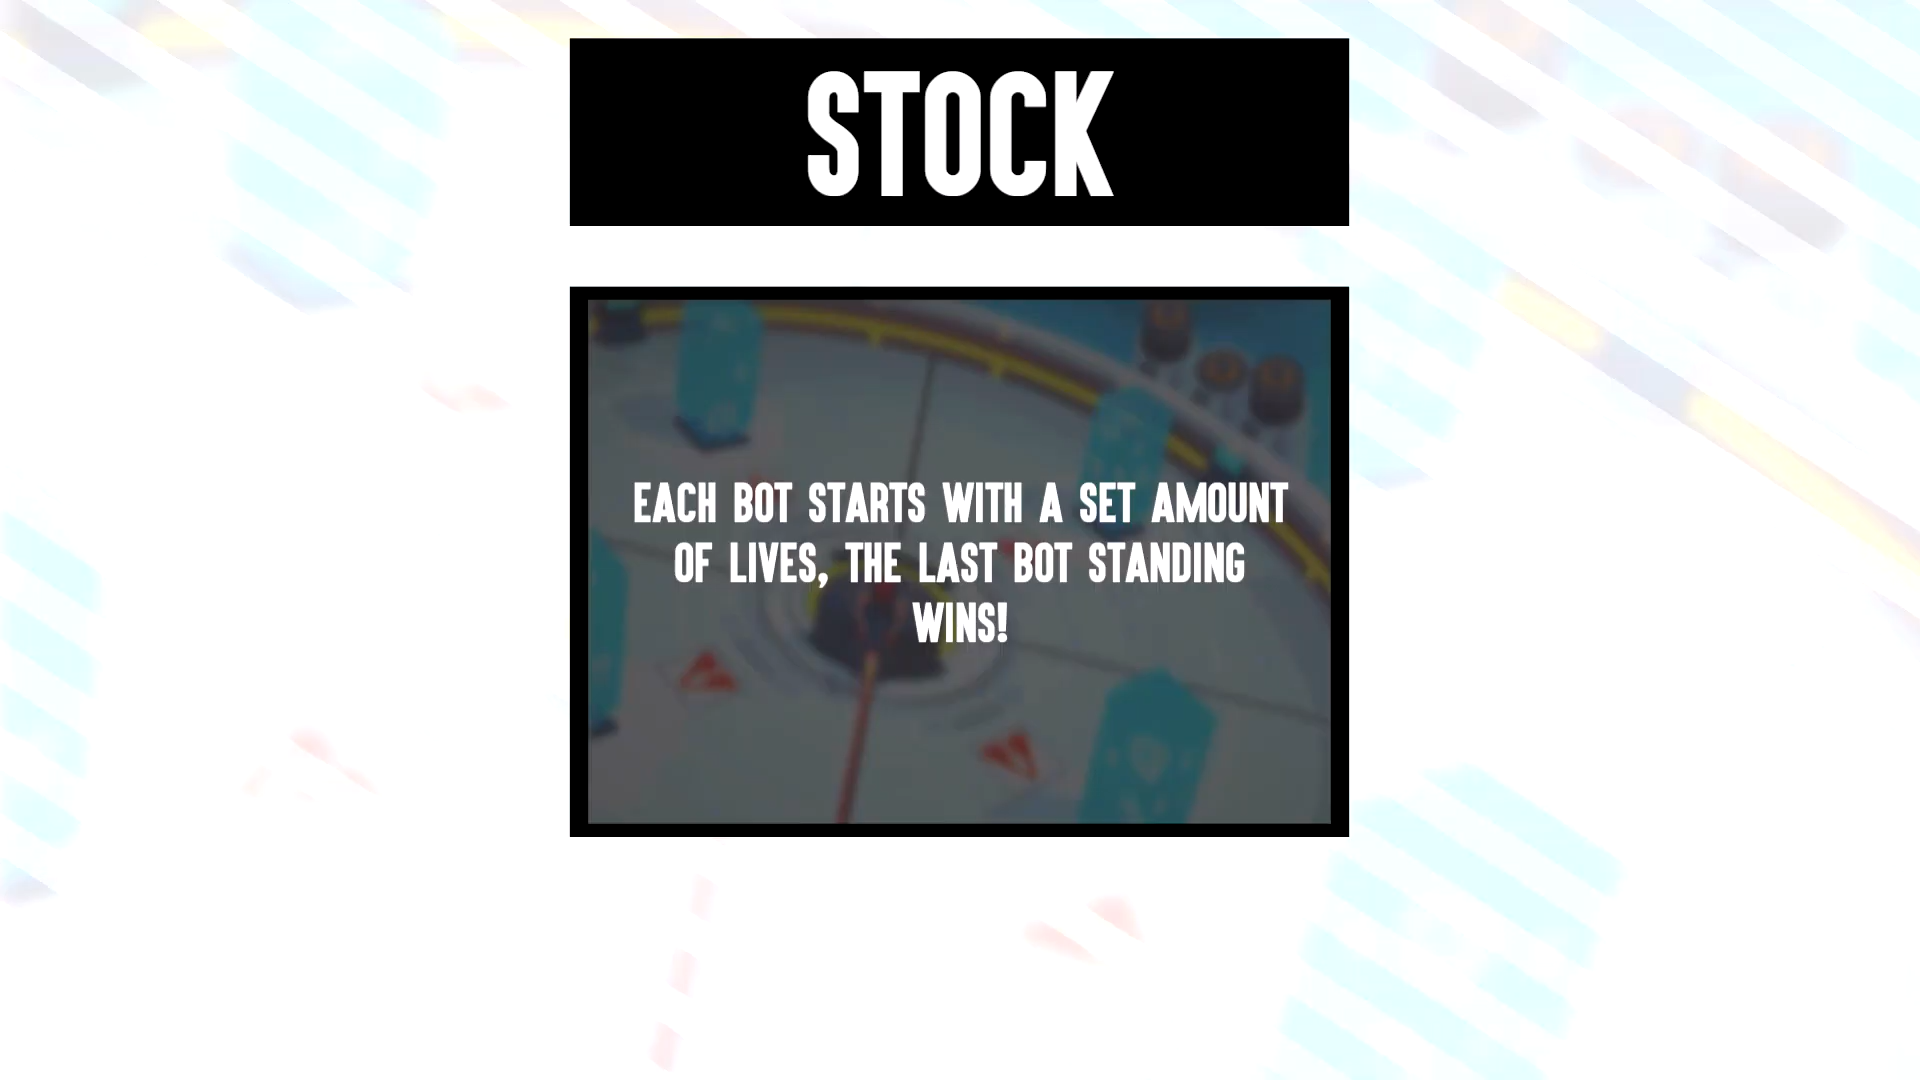 STOCK
EACH BOT STARTS WITH A SET AMOUNT
OF LIVES, THE LAST BOT STANDING
WINS!